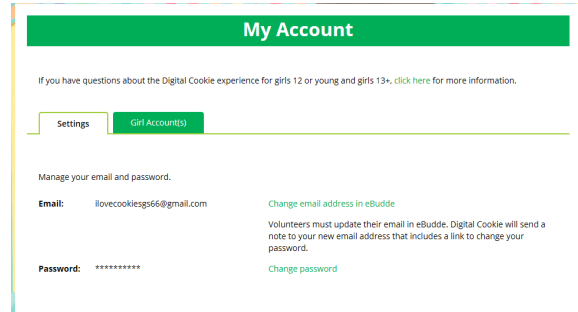 My Account
If you have questions about the Digital Cookie experience for girls 12 or young and girls 13+, click here for more information.
Settings
Girl Account(s)
Manage your email and password.
Email: ilovecookiesgs66@gmail.com Change email address in eBudde
Volunteers must update their email in eBudde. Digital Cookie will send a
note to your new email address that includes a link to change your
password.
Password: ********** Change password